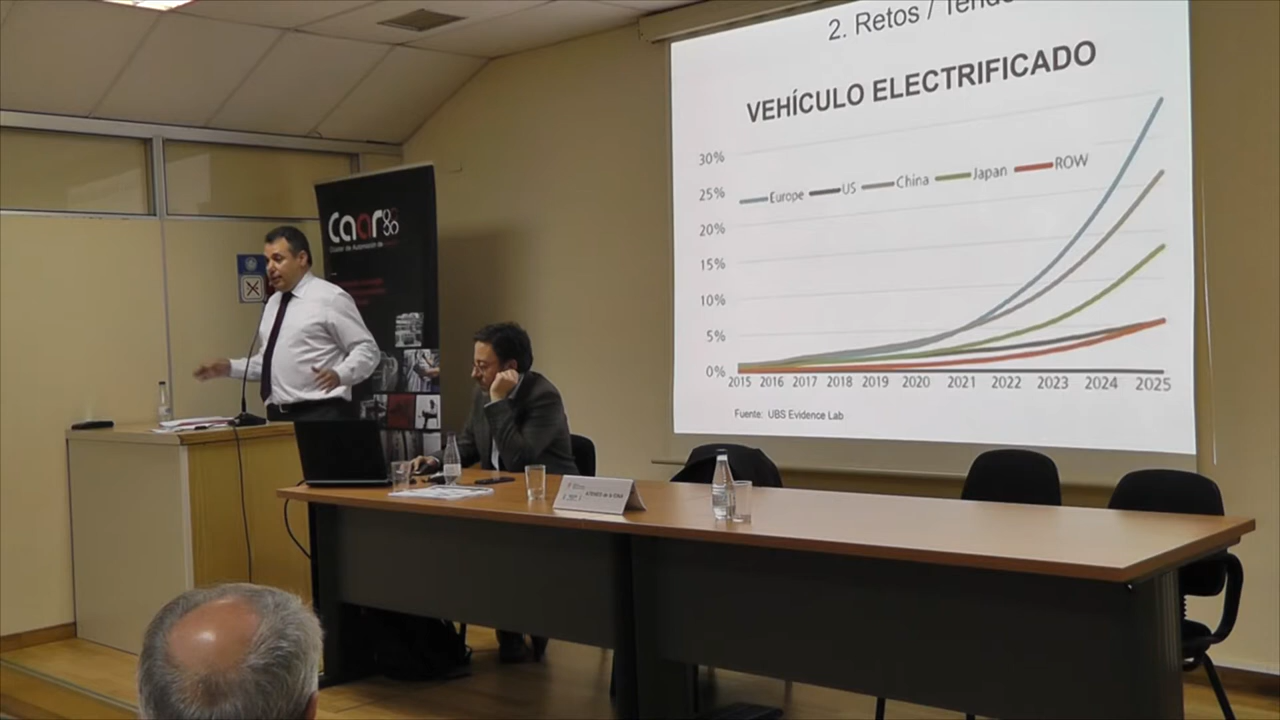 2. Retos /
VEHÍCULO ELECTRIFICADO
30%
25%
20%
15%
10%
5%
0%
Europe US China Japan ROW
2015 2016 2017 2018 2019 2020 2021 2022 2023 2024 2025
Fuente: UBS Evidence Lab
caar